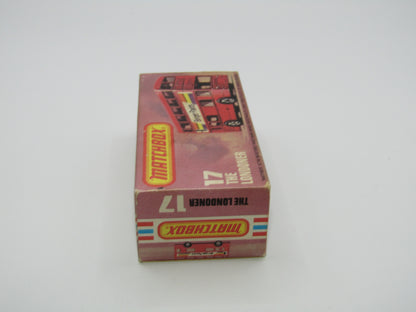 MATCHBOX
17
THE
LONDONER
17 THE LONDONER
MATCHBOX